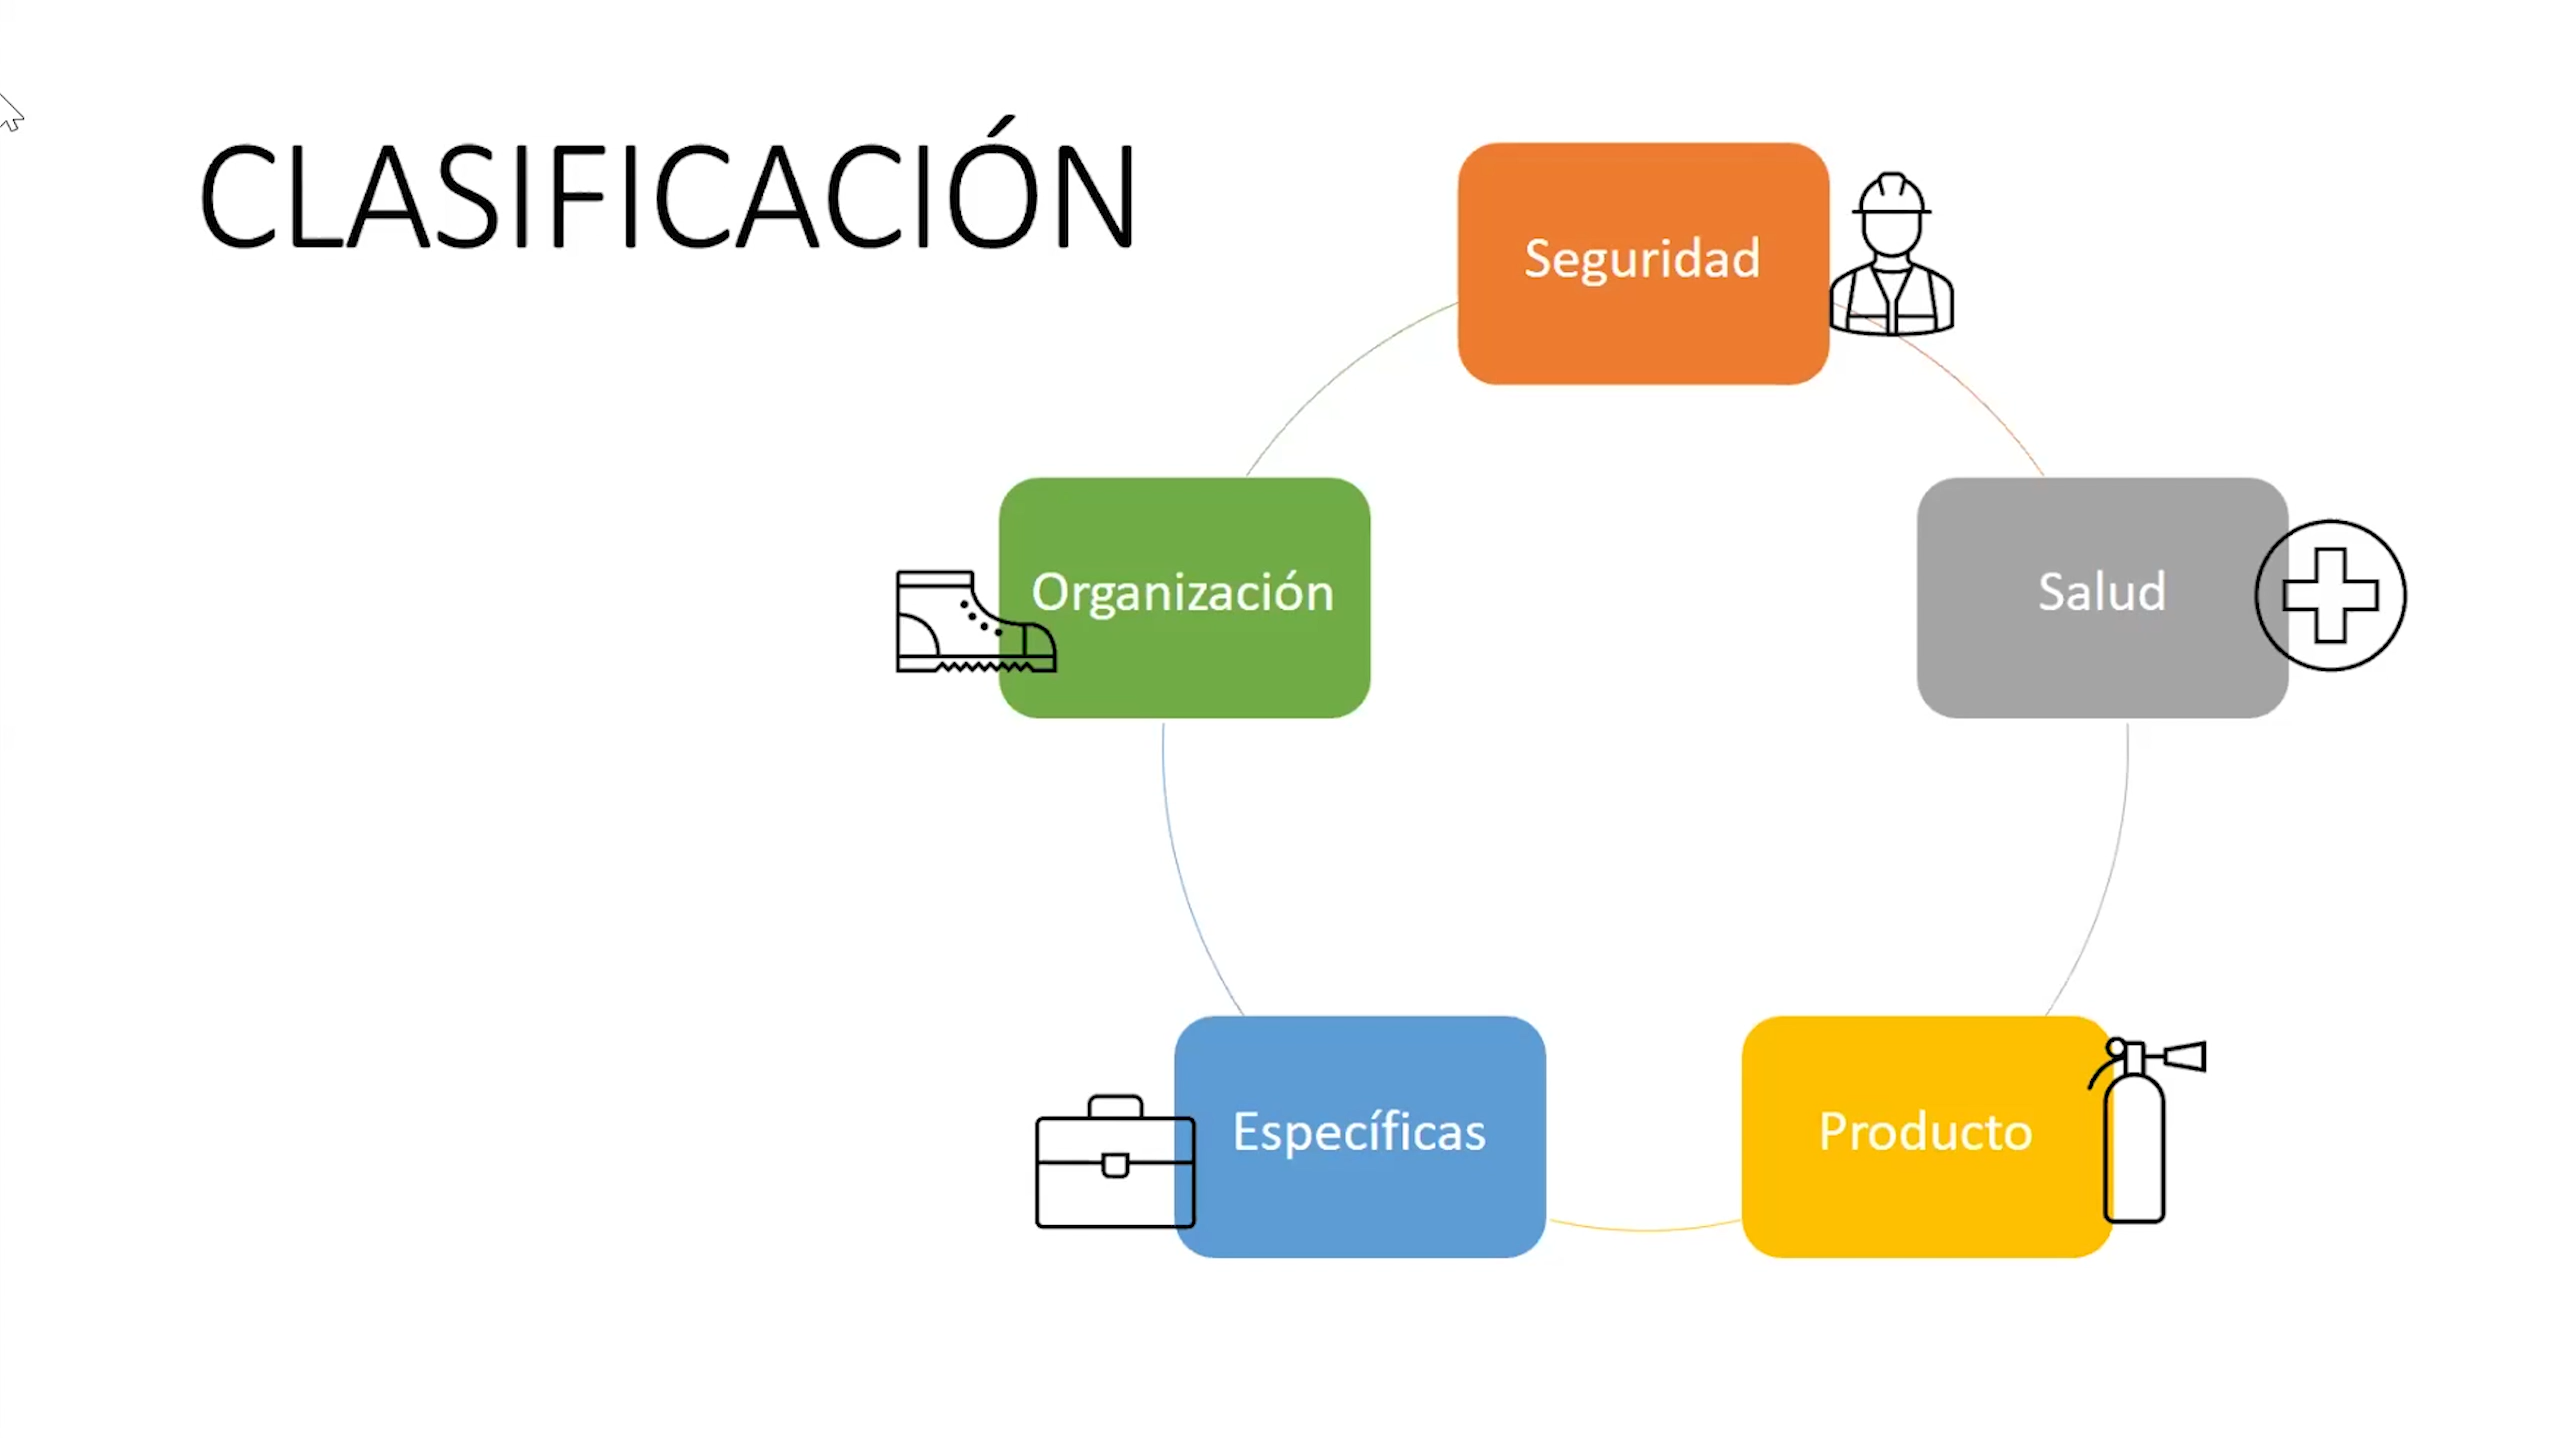 CLASIFICACIÓN
Seguridad
Organización
Salud
Específicas
Producto